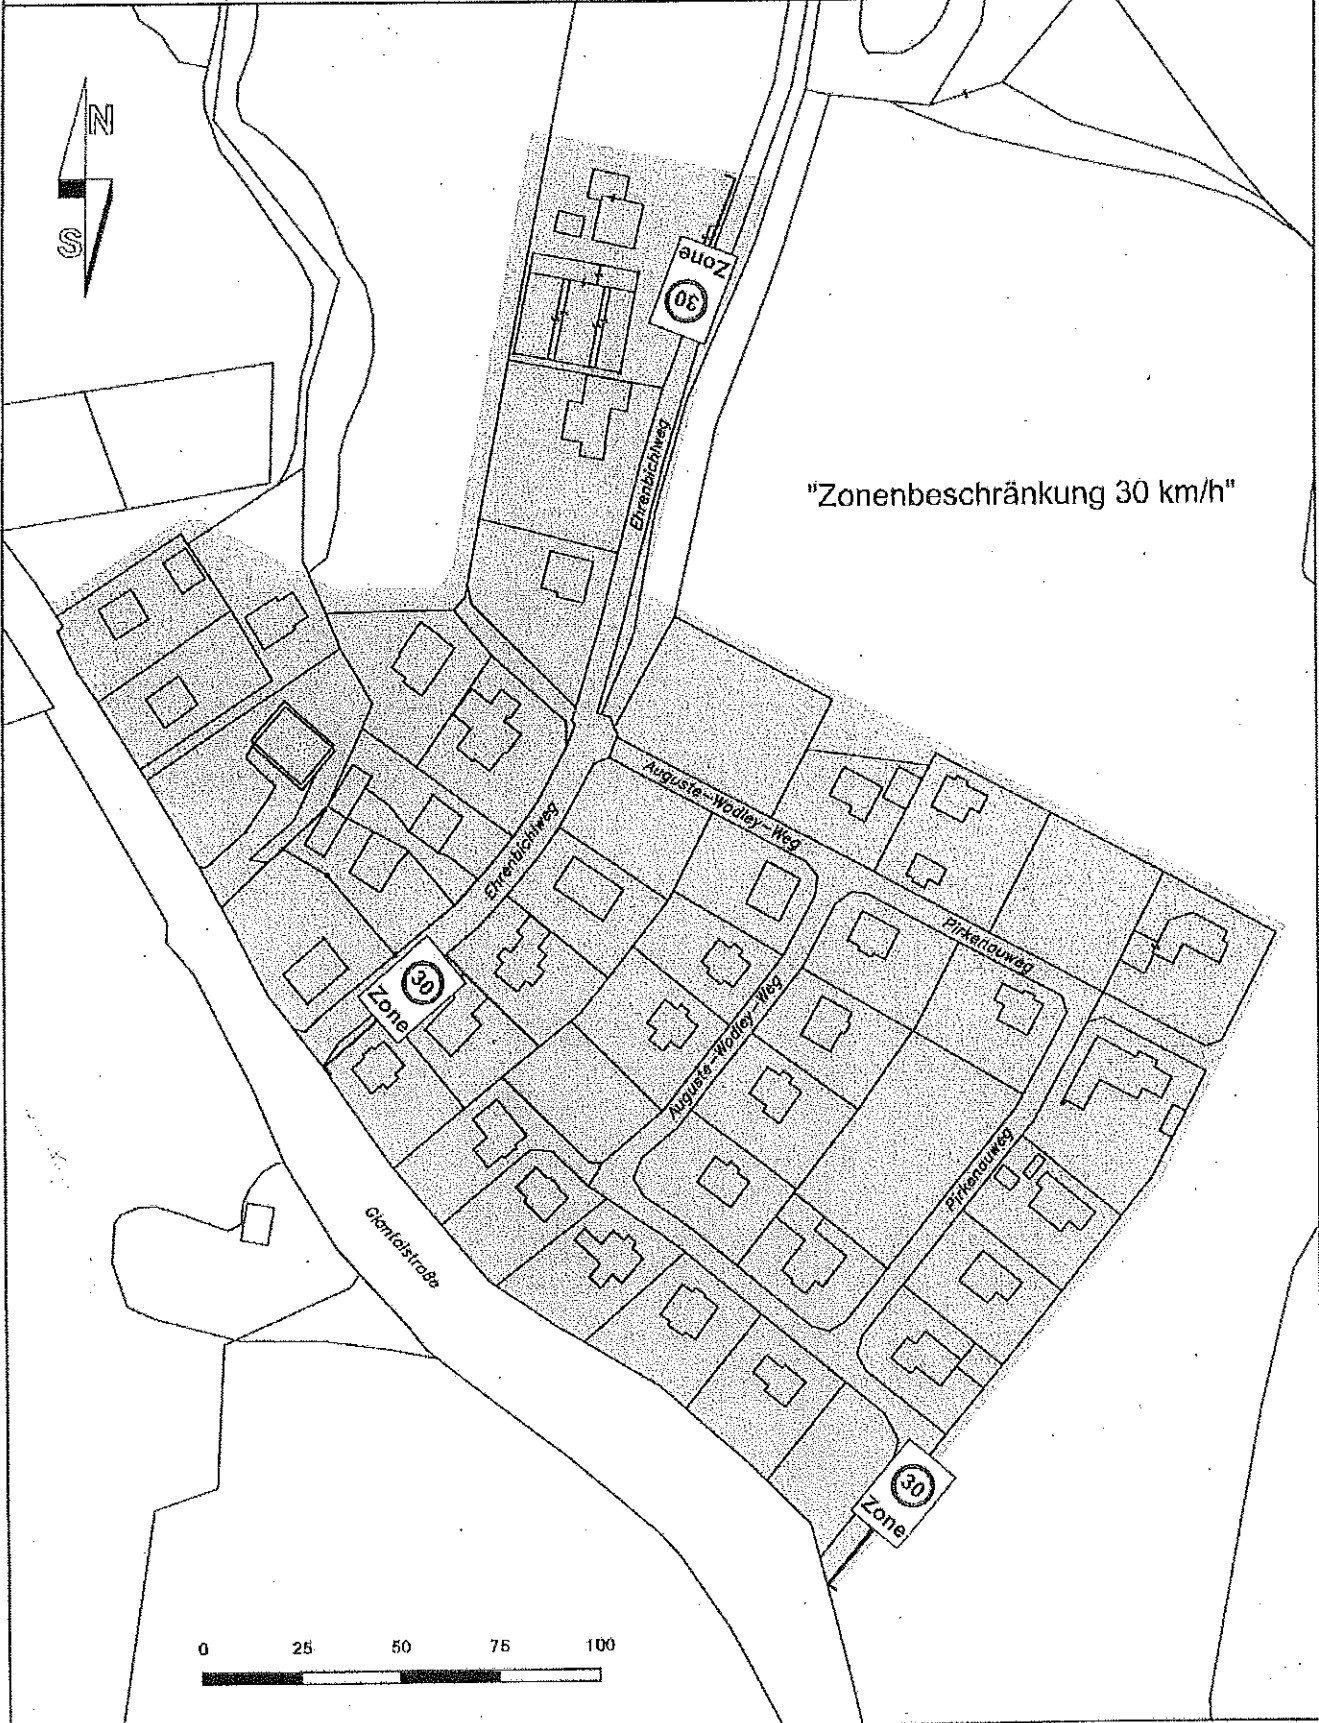 N
S
Zone
30
Ehrenbichlweg
"Zonenbeschränkung 30 km/h"
Auguste-Wodley-Weg
Ehrenbichlweg
Pirkenauweg
30
Zone
Auguste-Wodley-Weg
Pirkenauweg
Glantalstraße
30
Zone
0 25 50 75 100